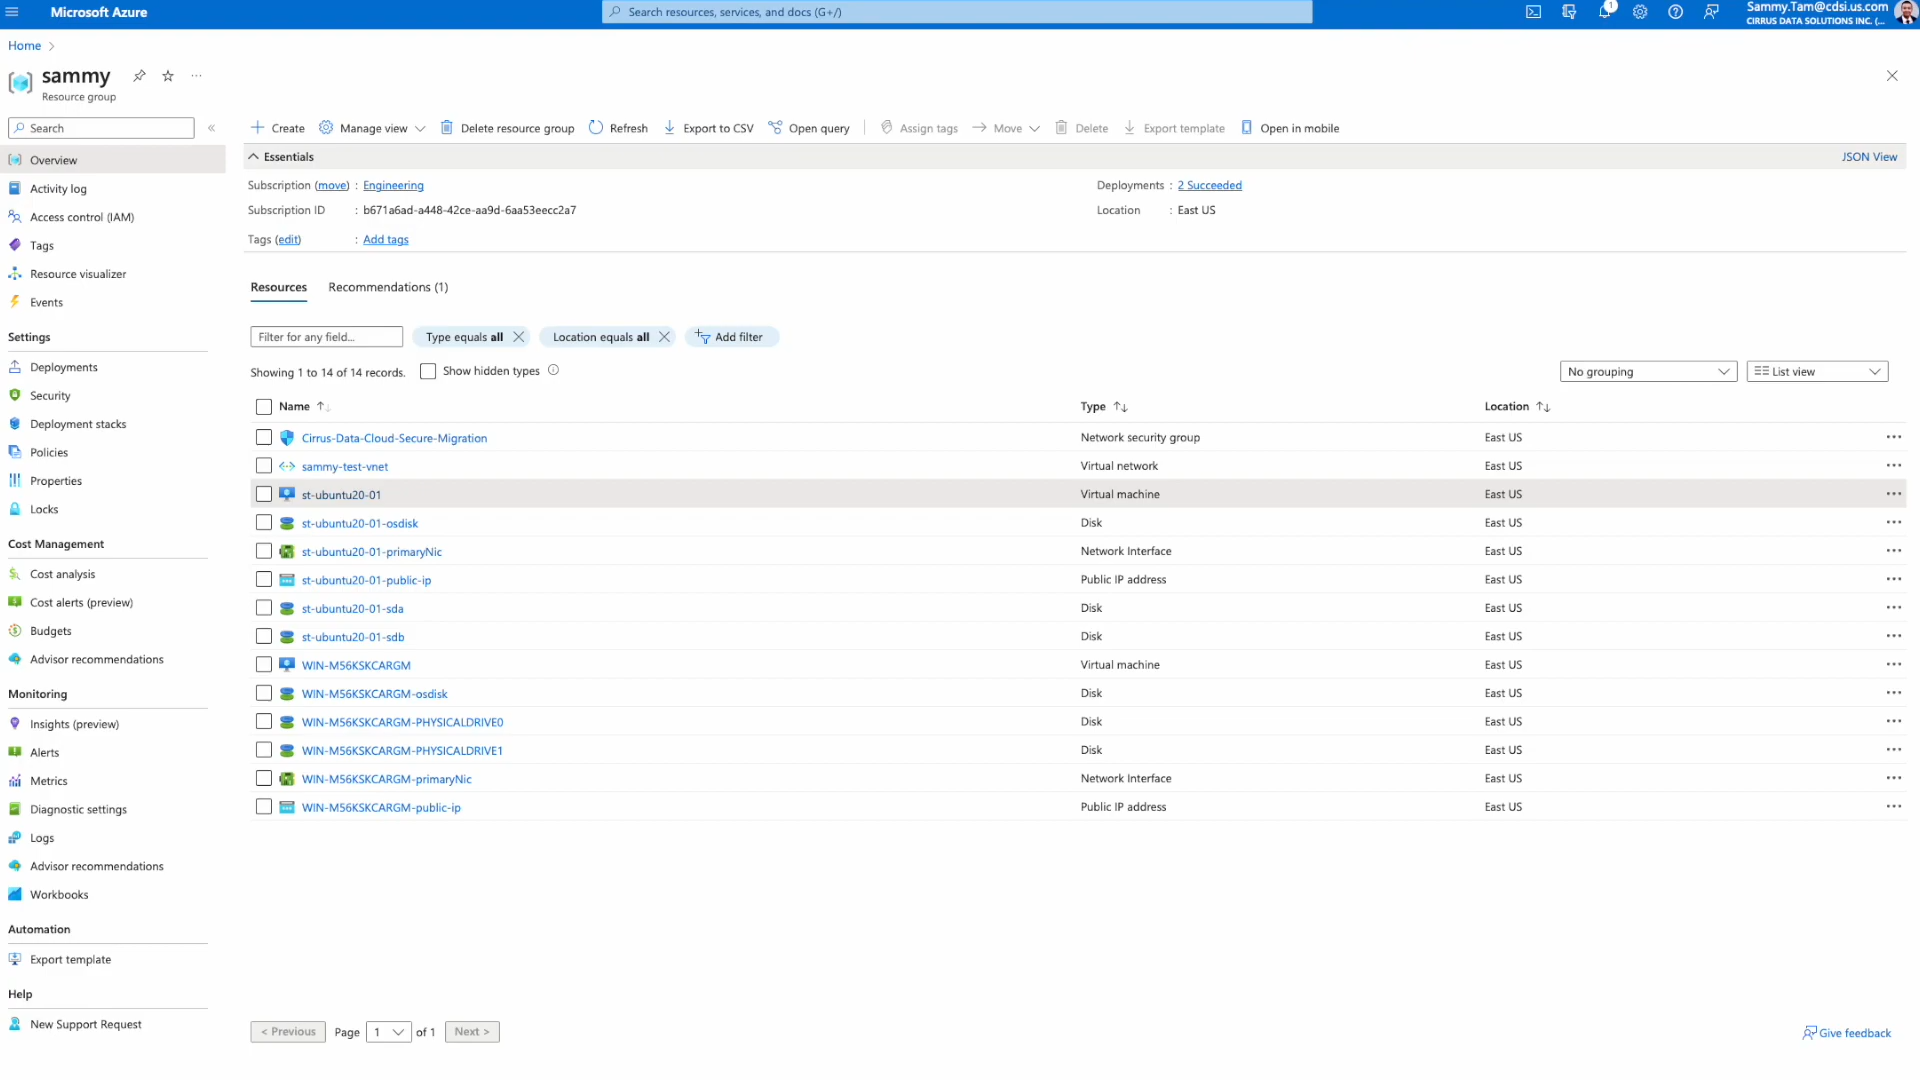 Microsoft Azure
Search resources, services, and docs (G+/)
1
Sammy.Tam@cdsi.us.com
CIRRUS DATA SOLUTIONS INC. (...
Home
sammy
Resource group
Search
Create
Manage view
Delete resource group
Refresh
Export to CSV
Open query
Assign tags
Move
Delete
Export template
Open in mobile
Overview
Activity log
Access control (IAM)
Tags
Resource visualizer
Events
Settings
Deployments
Security
Deployment stacks
Policies
Properties
Locks
Cost Management
Cost analysis
Cost alerts (preview)
Budgets
Advisor recommendations
Monitoring
Insights (preview)
Alerts
Metrics
Diagnostic settings
Logs
Advisor recommendations
Workbooks
Automation
Export template
Help
New Support Request
Essentials
JSON View
Subscription (move) : Engineering
Deployments : 2 Succeeded
Subscription ID : b671a6ad-a448-42ce-aa9d-6aa53eecc2a7
Location : East US
Tags (edit) : Add tags
Resources
Recommendations (1)
Filter for any field...
Type equals all
Location equals all
Add filter
Showing 1 to 14 of 14 records.
Show hidden types
No grouping
List view
Name Type Location
Cirrus-Data-Cloud-Secure-Migration Network security group East US
sammy-test-vnet Virtual network East US
st-ubuntu20-01 Virtual machine East US
st-ubuntu20-01-osdisk Disk East US
st-ubuntu20-01-primaryNic Network Interface East US
st-ubuntu20-01-public-ip Public IP address East US
st-ubuntu20-01-sda Disk East US
st-ubuntu20-01-sdb Disk East US
WIN-M56KSKCARGM Virtual machine East US
WIN-M56KSKCARGM-osdisk Disk East US
WIN-M56KSKCARGM-PHYSICALDRIVE0 Disk East US
WIN-M56KSKCARGM-PHYSICALDRIVE1 Disk East US
WIN-M56KSKCARGM-primaryNic Network Interface East US
WIN-M56KSKCARGM-public-ip Public IP address East US
< Previous Page 1 of 1 Next >
Give feedback